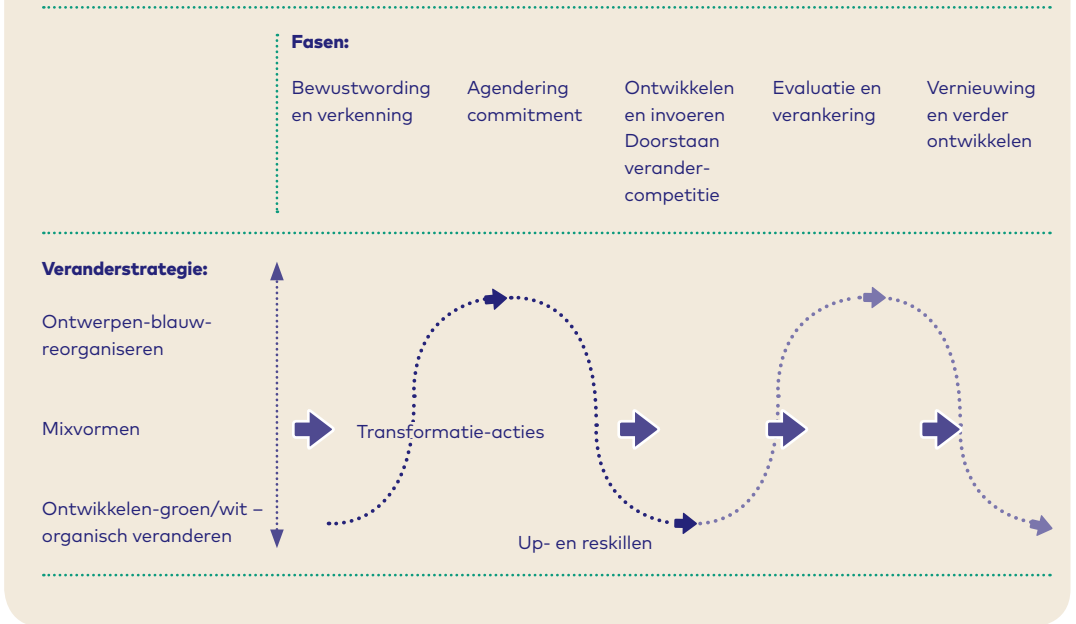 Fasen:
Bewustwording
en verkenning
Agendering
commitment
Ontwikkelen
en invoeren
Doorstaan
verander-
competitie
Evaluatie en
verankering
Vernieuwing
en verder
ontwikkelen
Veranderstrategie:
Ontwerpen-blauw-
reorganiseren
Mixvormen
Transformatie-acties
Ontwikkelen-groen/wit –
organisch veranderen
Up- en reskillen